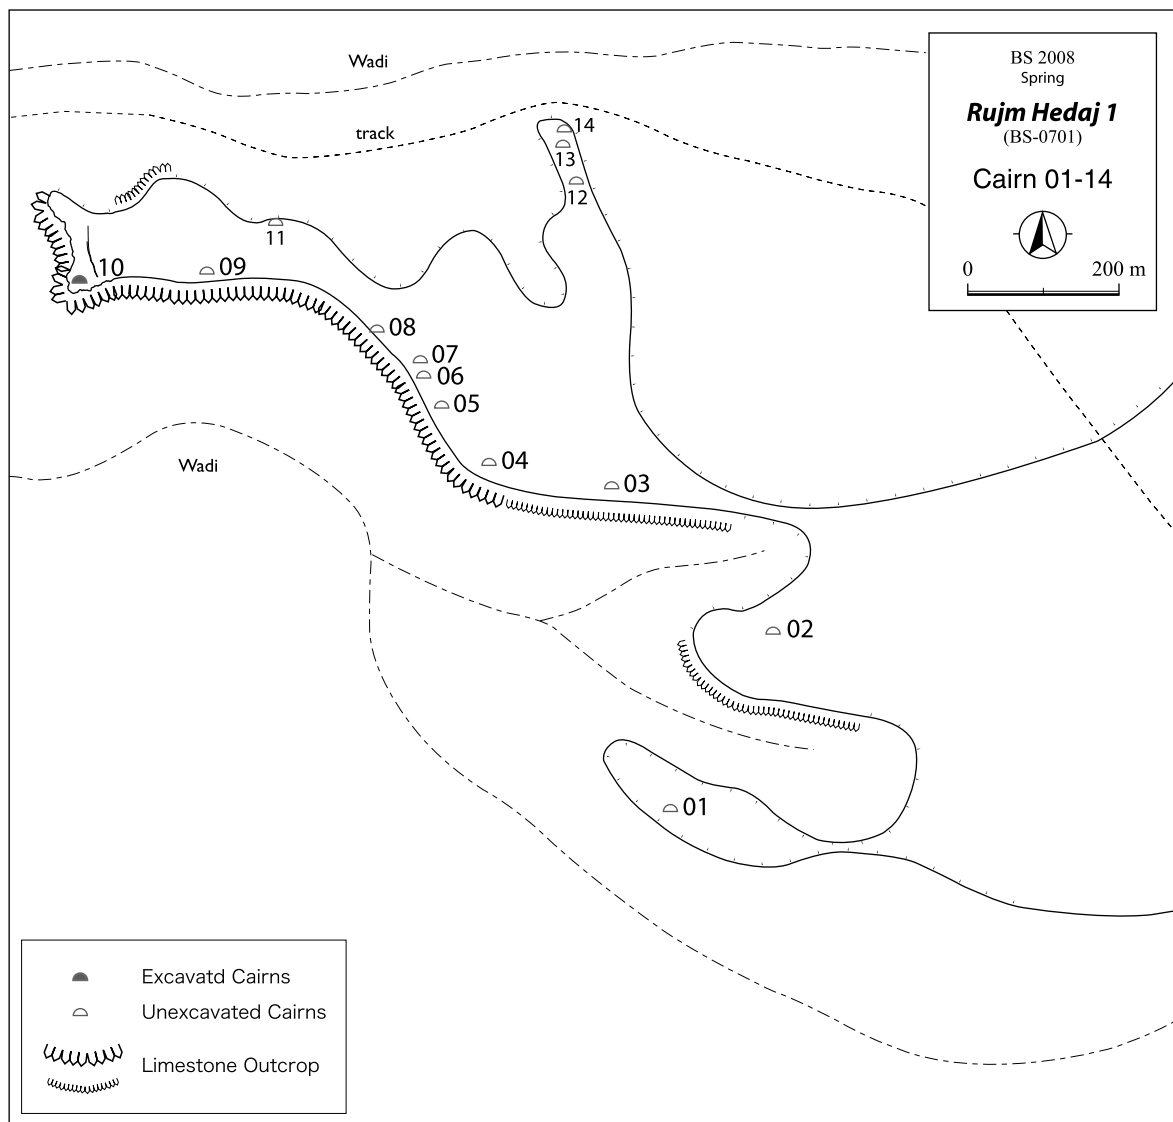 Wadi
BS 2008
Spring
Rujm Hedaj 1
(BS-0701)
Cairn 01-14
0 200 m
track
14
13
12
11
10
09
08
07
06
05
04
03
Wadi
02
01
Excavatd Cairns
Unexcavated Cairns
Limestone Outcrop